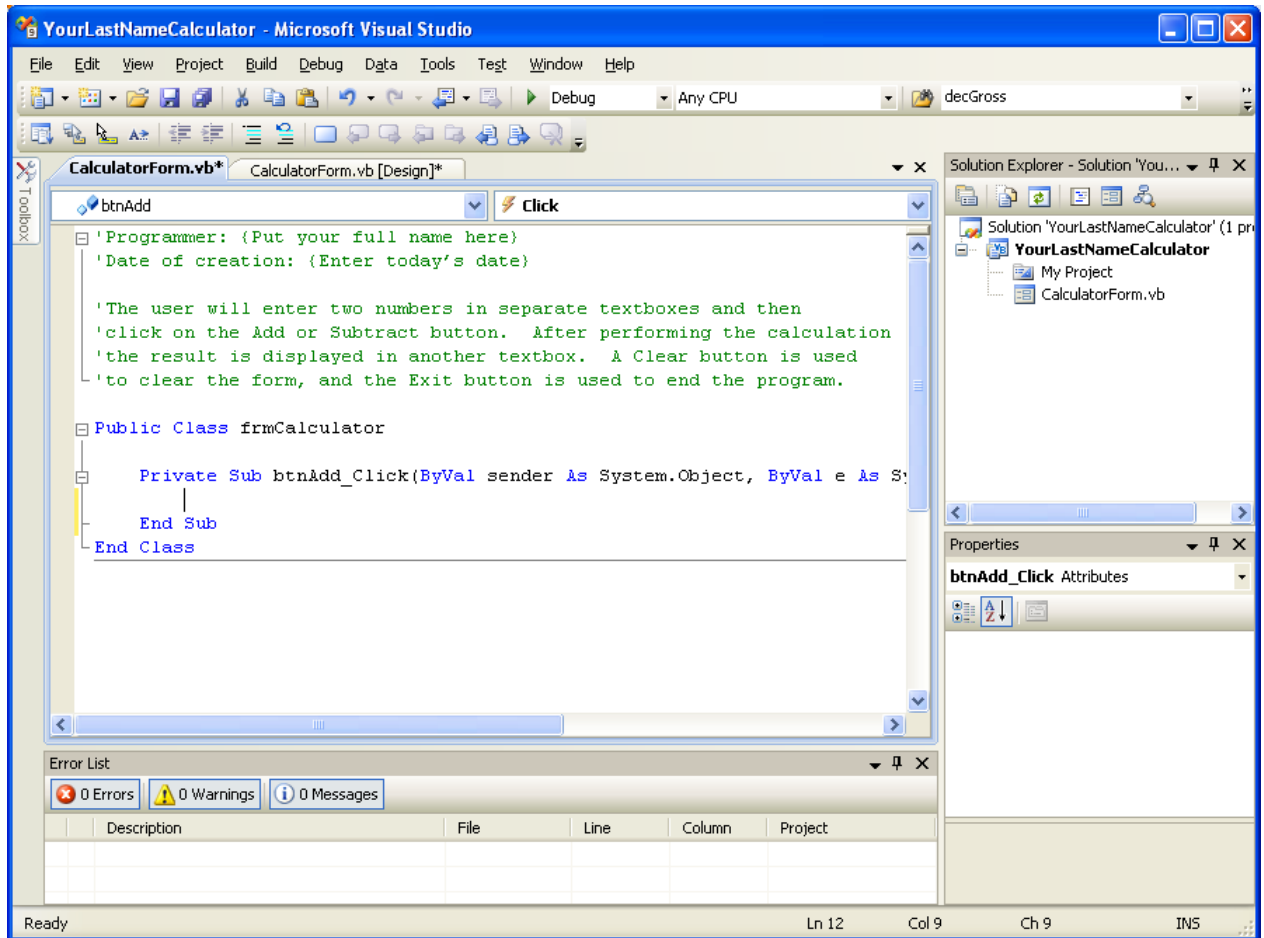 YourLastNameCalculator - Microsoft Visual Studio
File Edit View Project Build Debug Data Tools Test Window Help
Debug Any CPU decGross
CalculatorForm.vb* CalculatorForm.vb [Design]*
Toolbox
btnAdd Click
'Programmer: {Put your full name here}
'Date of creation: {Enter today's date}
'The user will enter two numbers in separate textboxes and then
'click on the Add or Subtract button.  After performing the calculation
'the result is displayed in another textbox.  A Clear button is used
'to clear the form, and the Exit button is used to end the program.
Public Class frmCalculator
Private Sub btnAdd_Click(ByVal sender As System.Object, ByVal e As Sy
End Sub
End Class
Solution Explorer - Solution 'You...
Solution 'YourLastNameCalculator' (1 pr
YourLastNameCalculator
My Project
CalculatorForm.vb
Properties
btnAdd_Click Attributes
Error List
0 Errors 0 Warnings 0 Messages
Description File Line Column Project
Ready Ln 12 Col 9 Ch 9 INS